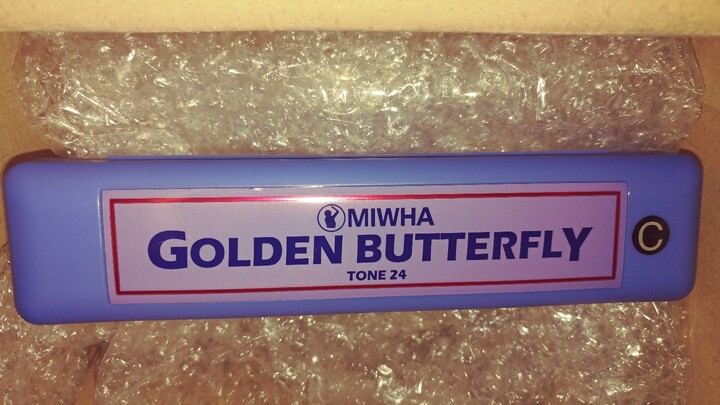 MIWHA
GOLDEN BUTTERFLY
TONE 24
C